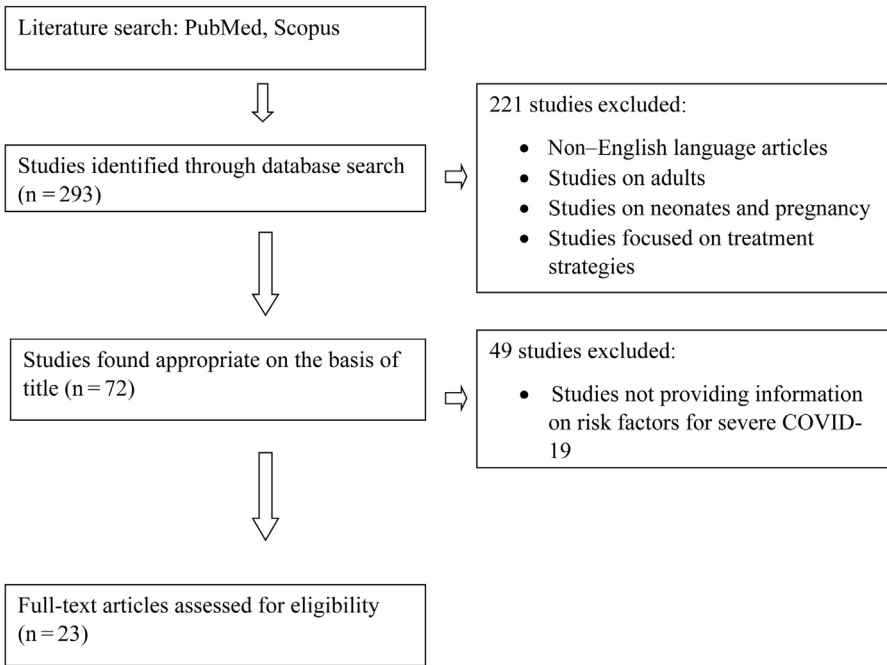 Literature search: PubMed, Scopus
221 studies excluded:
• Non–English language articles
• Studies on adults
• Studies on neonates and pregnancy
• Studies focused on treatment
strategies
Studies identified through database search
(n = 293)
Studies found appropriate on the basis of
title (n = 72)
49 studies excluded:
• Studies not providing information
on risk factors for severe COVID-
19
Full-text articles assessed for eligibility
(n = 23)